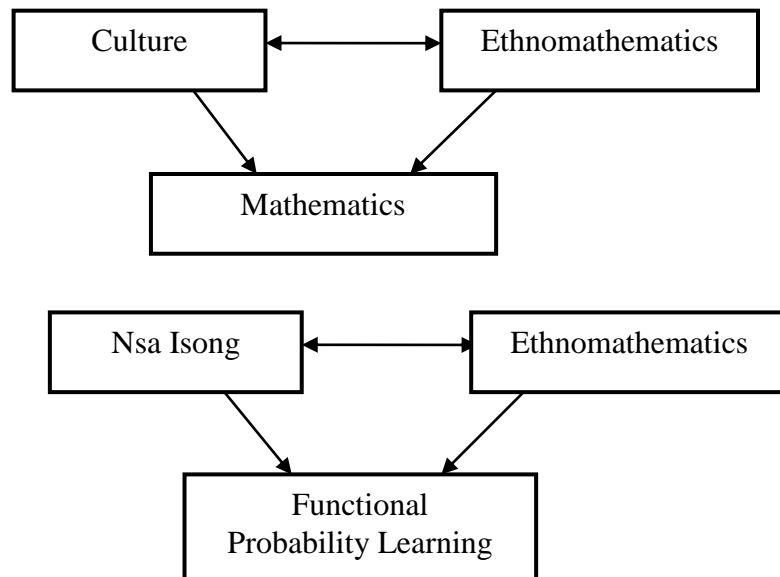 Culture
Ethnomathematics
Mathematics
Nsa Isong
Ethnomathematics
Functional
Probability Learning